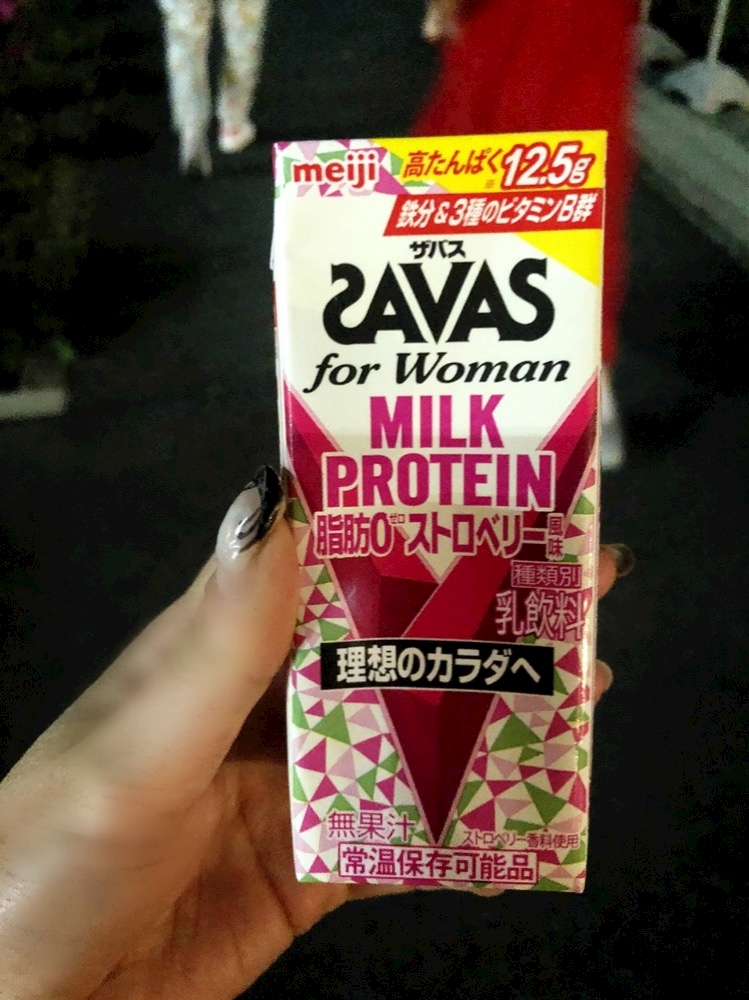 meiji
高たんぱく※12.5g
鉄分&3種のビタミンB群
ザバス
SAVAS
for Woman
MILK
PROTEIN
脂肪0ゼロ ストロベリー風味
種類別
乳飲料
理想のカラダへ
無果汁
ストロベリー香料使用
常温保存可能品